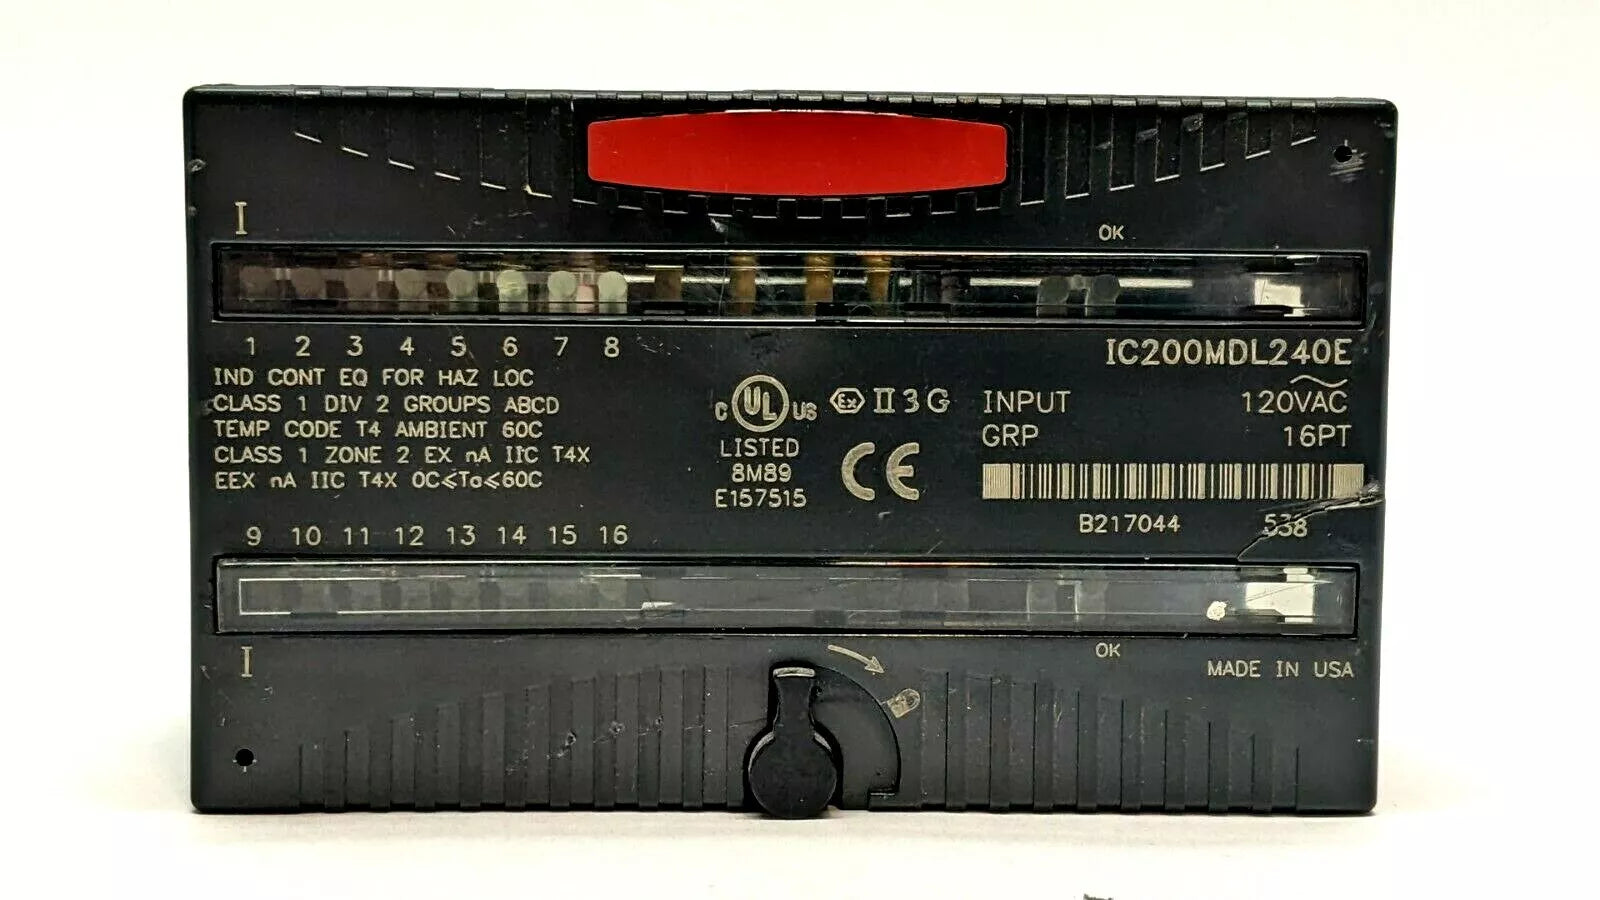 I
OK
1 2 3 4 5 6 7 8
IC200MDL240E
IND CONT EQ FOR HAZ LOC
CLASS 1 DIV 2 GROUPS ABCD
TEMP CODE T4 AMBIENT 60C
CLASS 1 ZONE 2 EX nA IIC T4X
EEX nA IIC T4X 0C≤Ta≤60C
C UL US
LISTED
8M89
E157515
Ex II 3 G
CE
INPUT 120VAC
GRP 16PT
B217044 538
9 10 11 12 13 14 15 16
I
OK
MADE IN USA